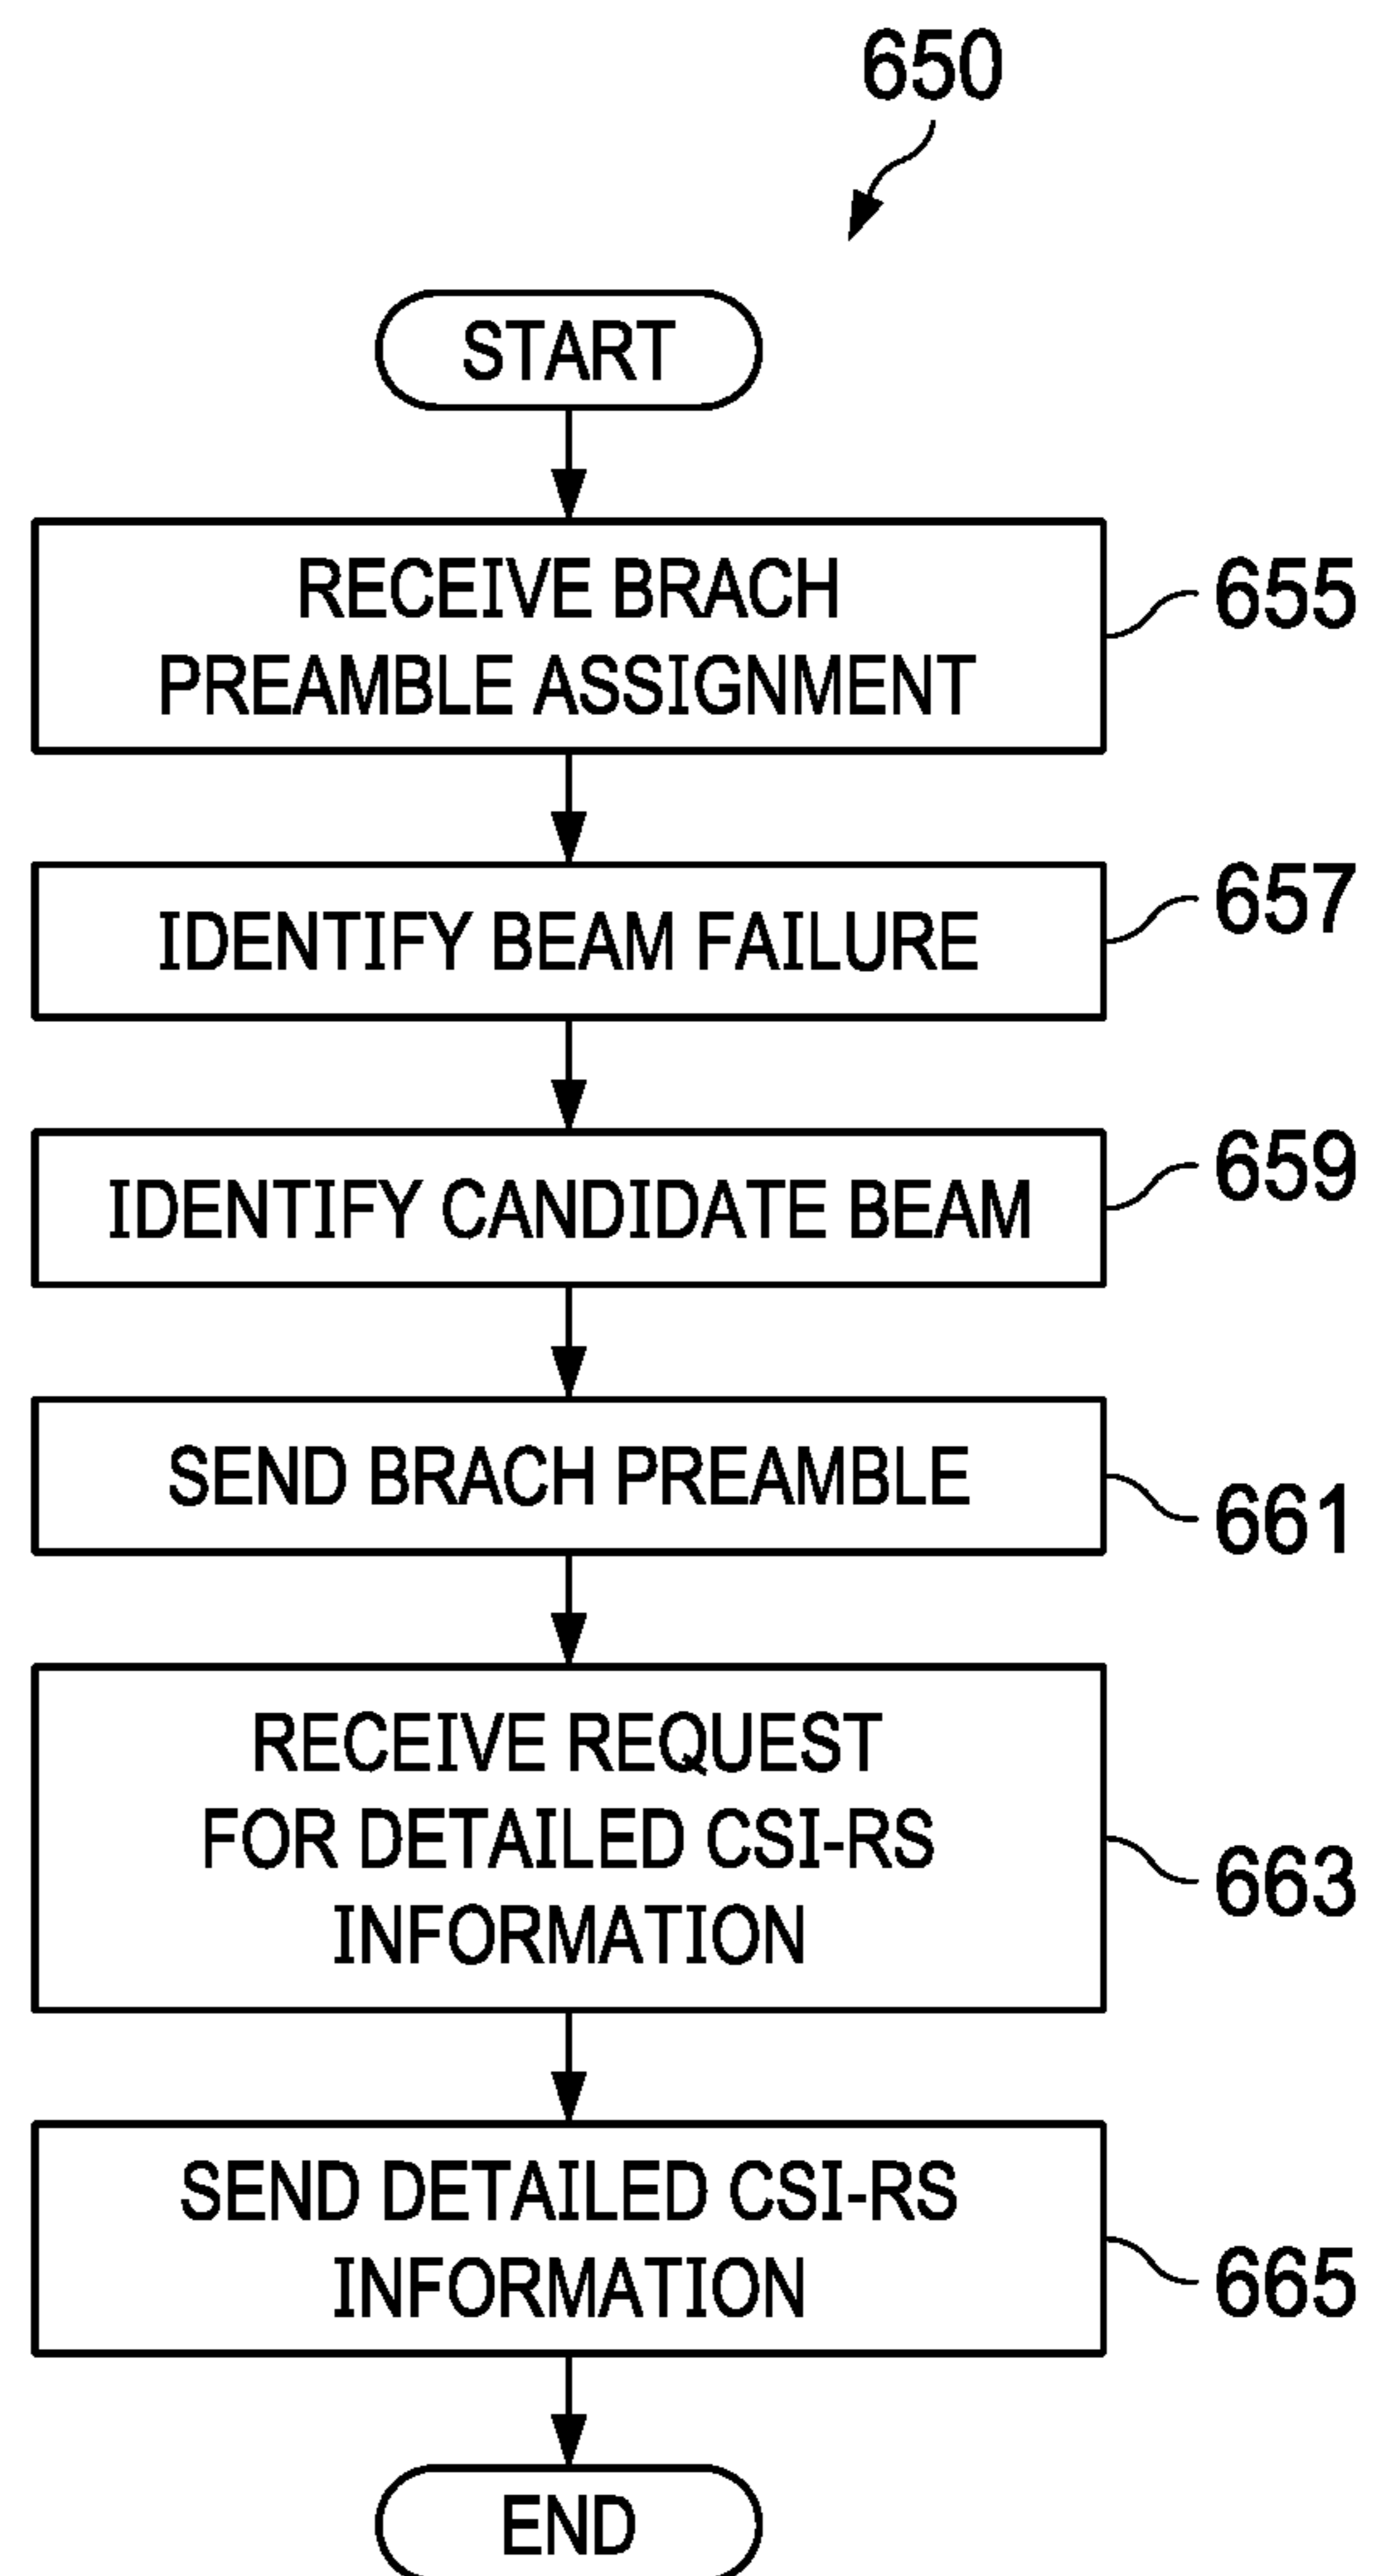 650
START
RECEIVE BRACH
PREAMBLE ASSIGNMENT
655
IDENTIFY BEAM FAILURE
657
IDENTIFY CANDIDATE BEAM
659
SEND BRACH PREAMBLE
661
RECEIVE REQUEST
FOR DETAILED CSI-RS
INFORMATION
663
SEND DETAILED CSI-RS
INFORMATION
665
END